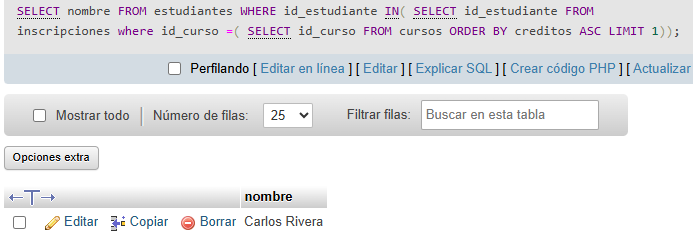 SELECT nombre FROM estudiantes WHERE id_estudiante IN( SELECT id_estudiante FROM
inscripciones where id_curso =( SELECT id_curso FROM cursos ORDER BY creditos ASC LIMIT 1));
Perfilando [ Editar en línea ] [ Editar ] [ Explicar SQL ] [ Crear código PHP ] [ Actualizar
Mostrar todo Número de filas: 25 Filtrar filas: Buscar en esta tabla
Opciones extra
nombre
Editar Copiar Borrar Carlos Rivera